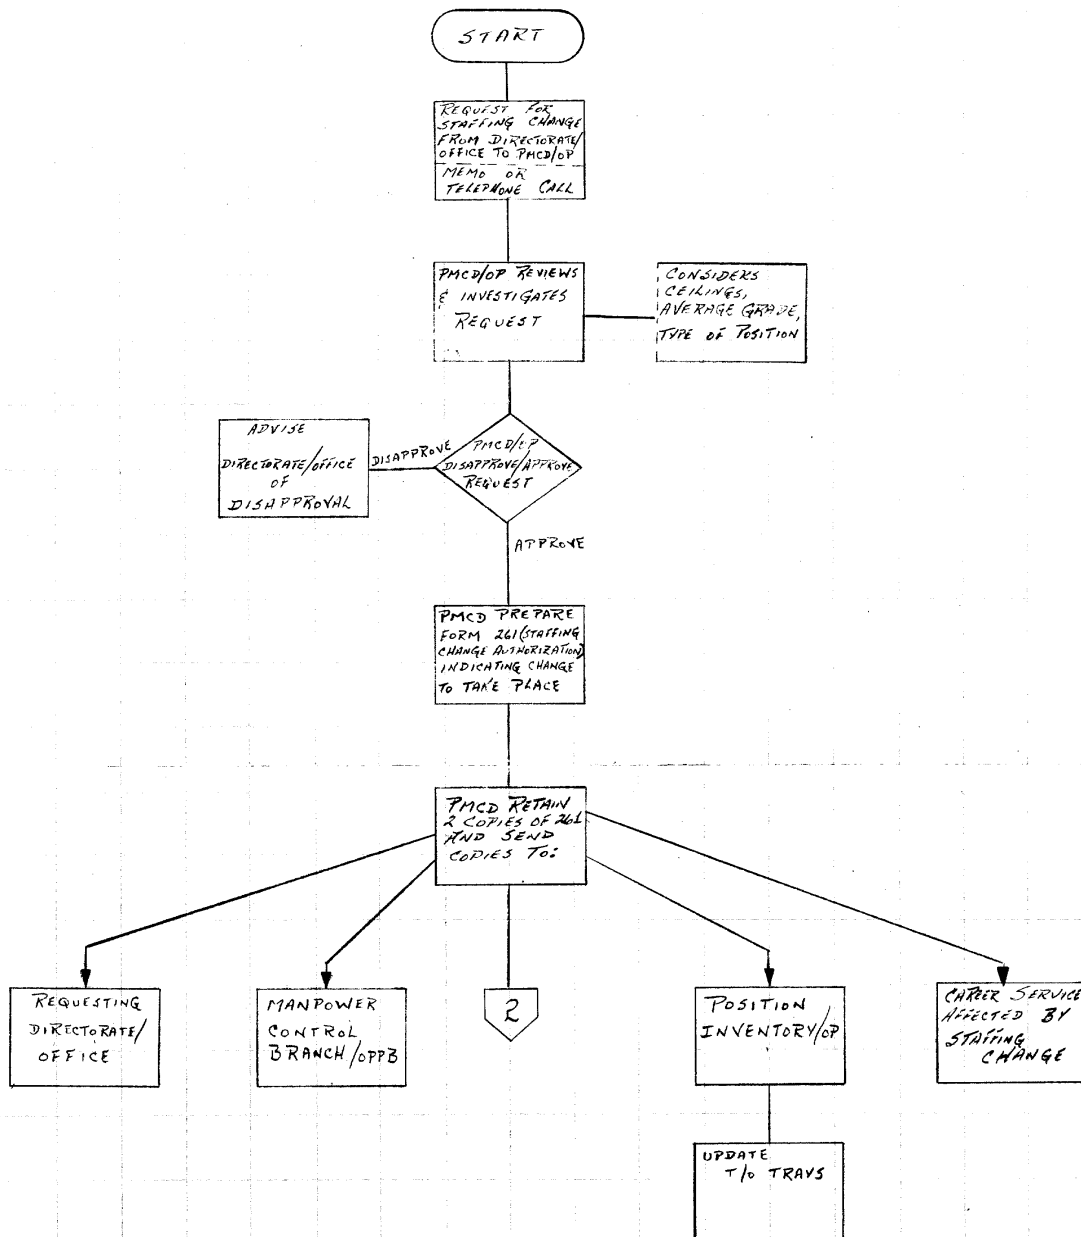 START
REQUEST FOR
STAFFING CHANGE
FROM DIRECTORATE/
OFFICE TO PMCD/OP
MEMO OR
TELEPHONE CALL
PMCD/OP REVIEWS
& INVESTIGATES
REQUEST
CONSIDERS
CEILINGS,
AVERAGE GRADE,
TYPE OF POSITION
ADVISE
DIRECTORATE/OFFICE
OF
DISAPPROVAL
DISAPPROVE
PMCD/OP
DISAPPROVE/APPROVE
REQUEST
APPROVE
PMCD PREPARE
FORM 261 (STAFFING
CHANGE AUTHORIZATION)
INDICATING CHANGE
TO TAKE PLACE
PMCD RETAIN
2 COPIES OF 261
AND SEND
COPIES TO:
REQUESTING
DIRECTORATE/
OFFICE
MANPOWER
CONTROL
BRANCH/OPPB
2
POSITION
INVENTORY/OP
CAREER SERVICE
AFFECTED BY
STAFFING
CHANGE
UPDATE
T/O TRAYS